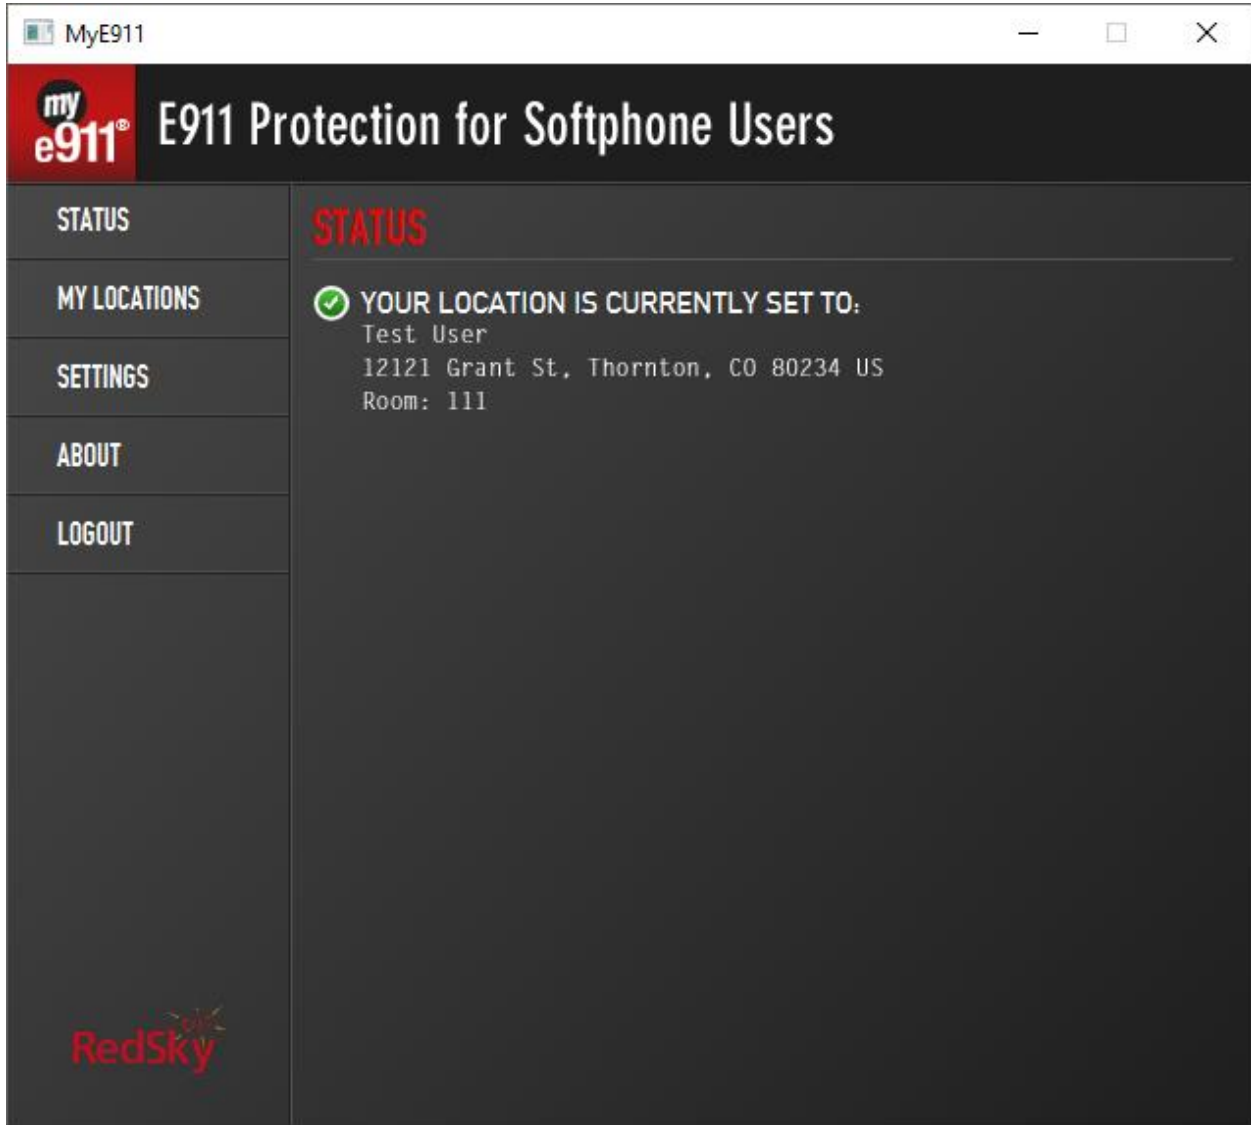 MyE911
my
e911®
E911 Protection for Softphone Users
STATUS
MY LOCATIONS
SETTINGS
ABOUT
LOGOUT
STATUS
YOUR LOCATION IS CURRENTLY SET TO:
Test User
12121 Grant St, Thornton, CO 80234 US
Room: 111
RedSky